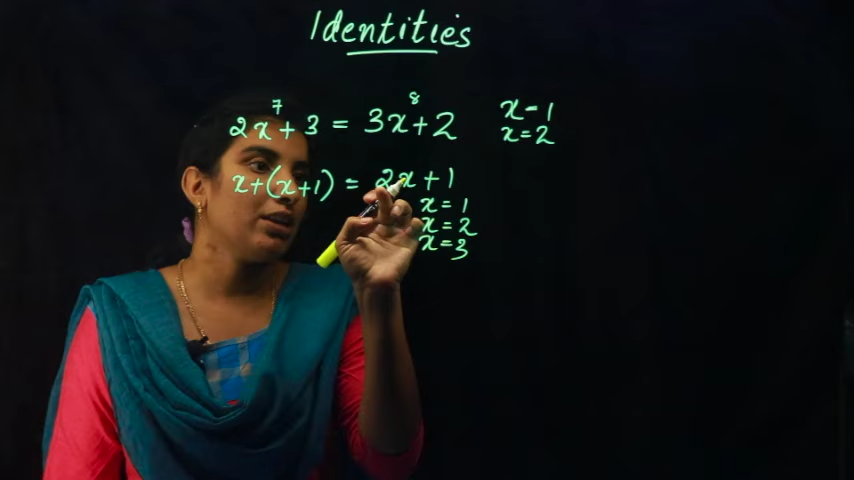 Identities
7 8
2x + 3 = 3x + 2 x - 1
x = 2
x + (x + 1) = 2x + 1
x = 1
x = 2
x = 3